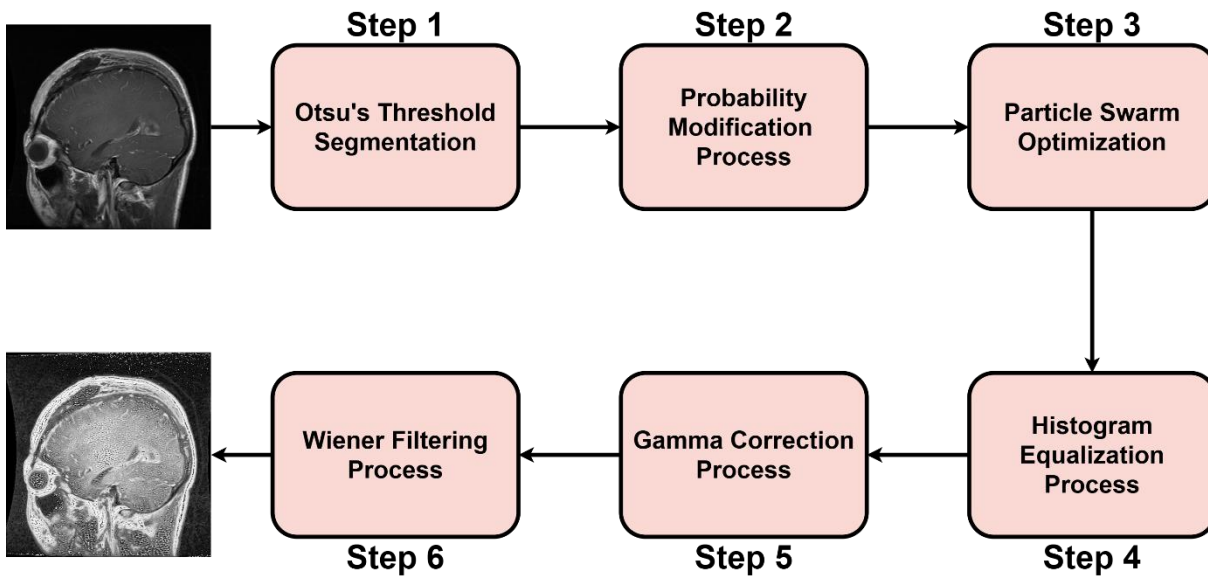 Step 1
Otsu's Threshold
Segmentation
Step 2
Probability
Modification
Process
Step 3
Particle Swarm
Optimization
Histogram
Equalization
Process
Step 4
Gamma Correction
Process
Step 5
Wiener Filtering
Process
Step 6